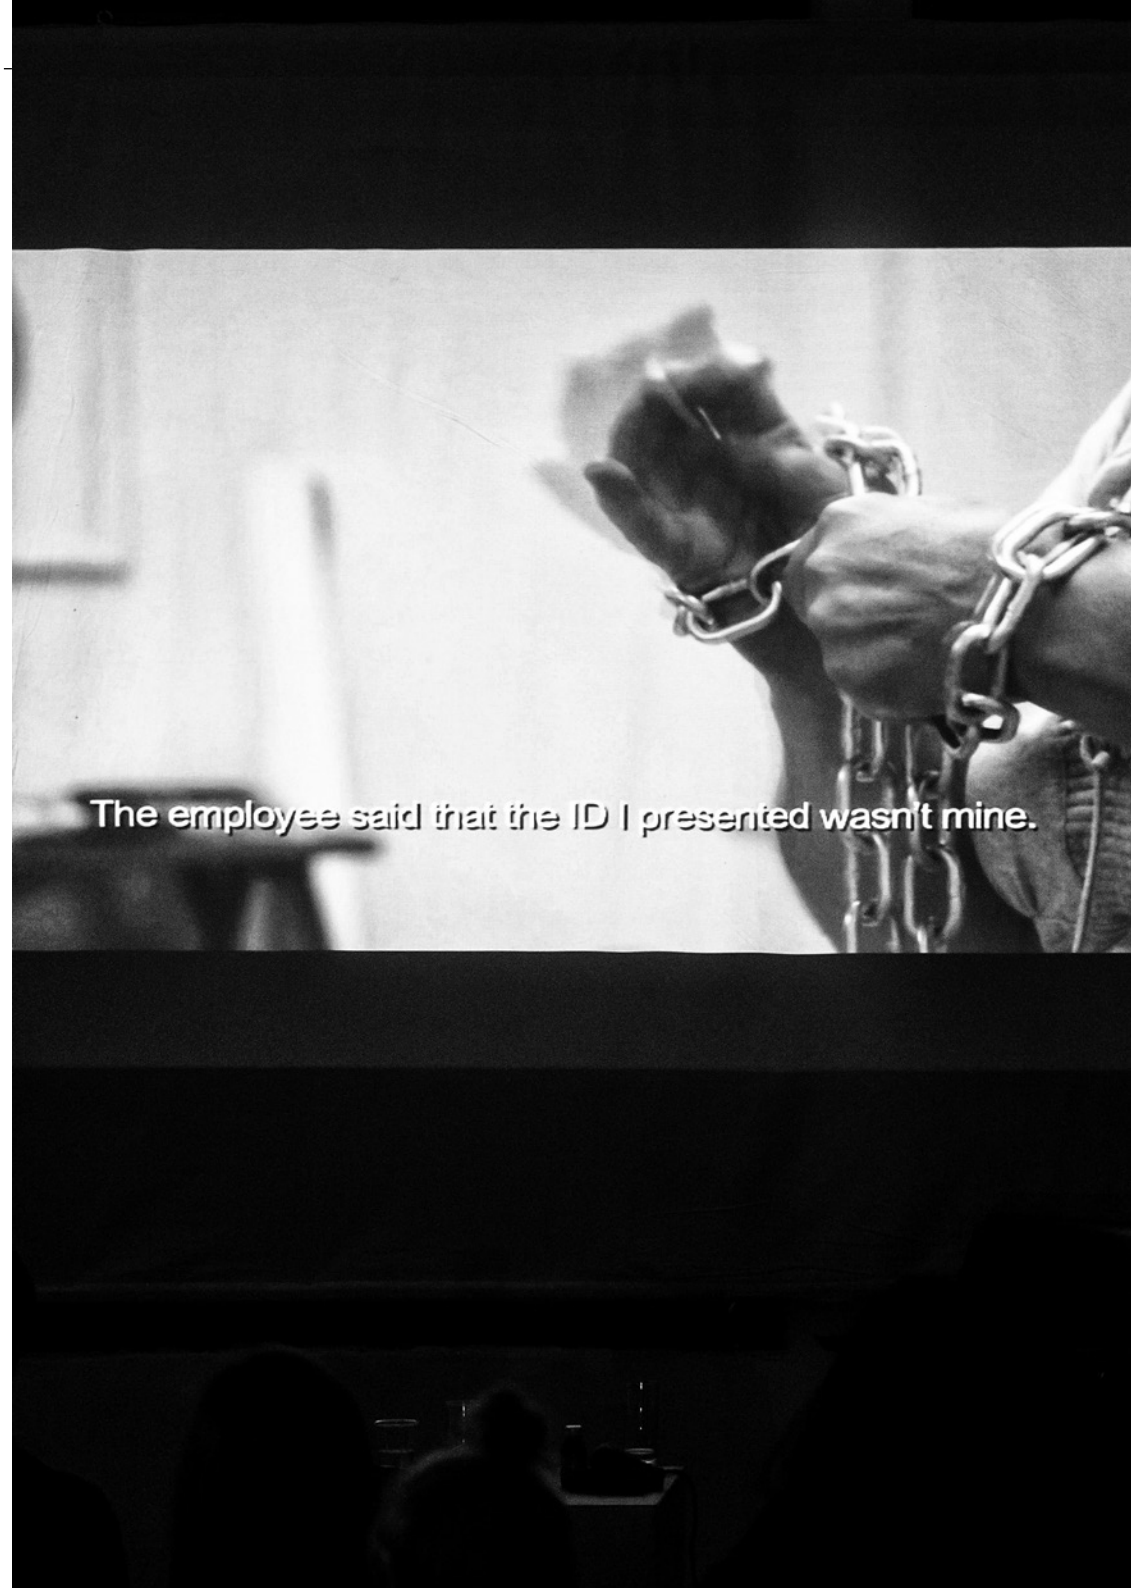 The employee said that the ID I presented wasn't mine.